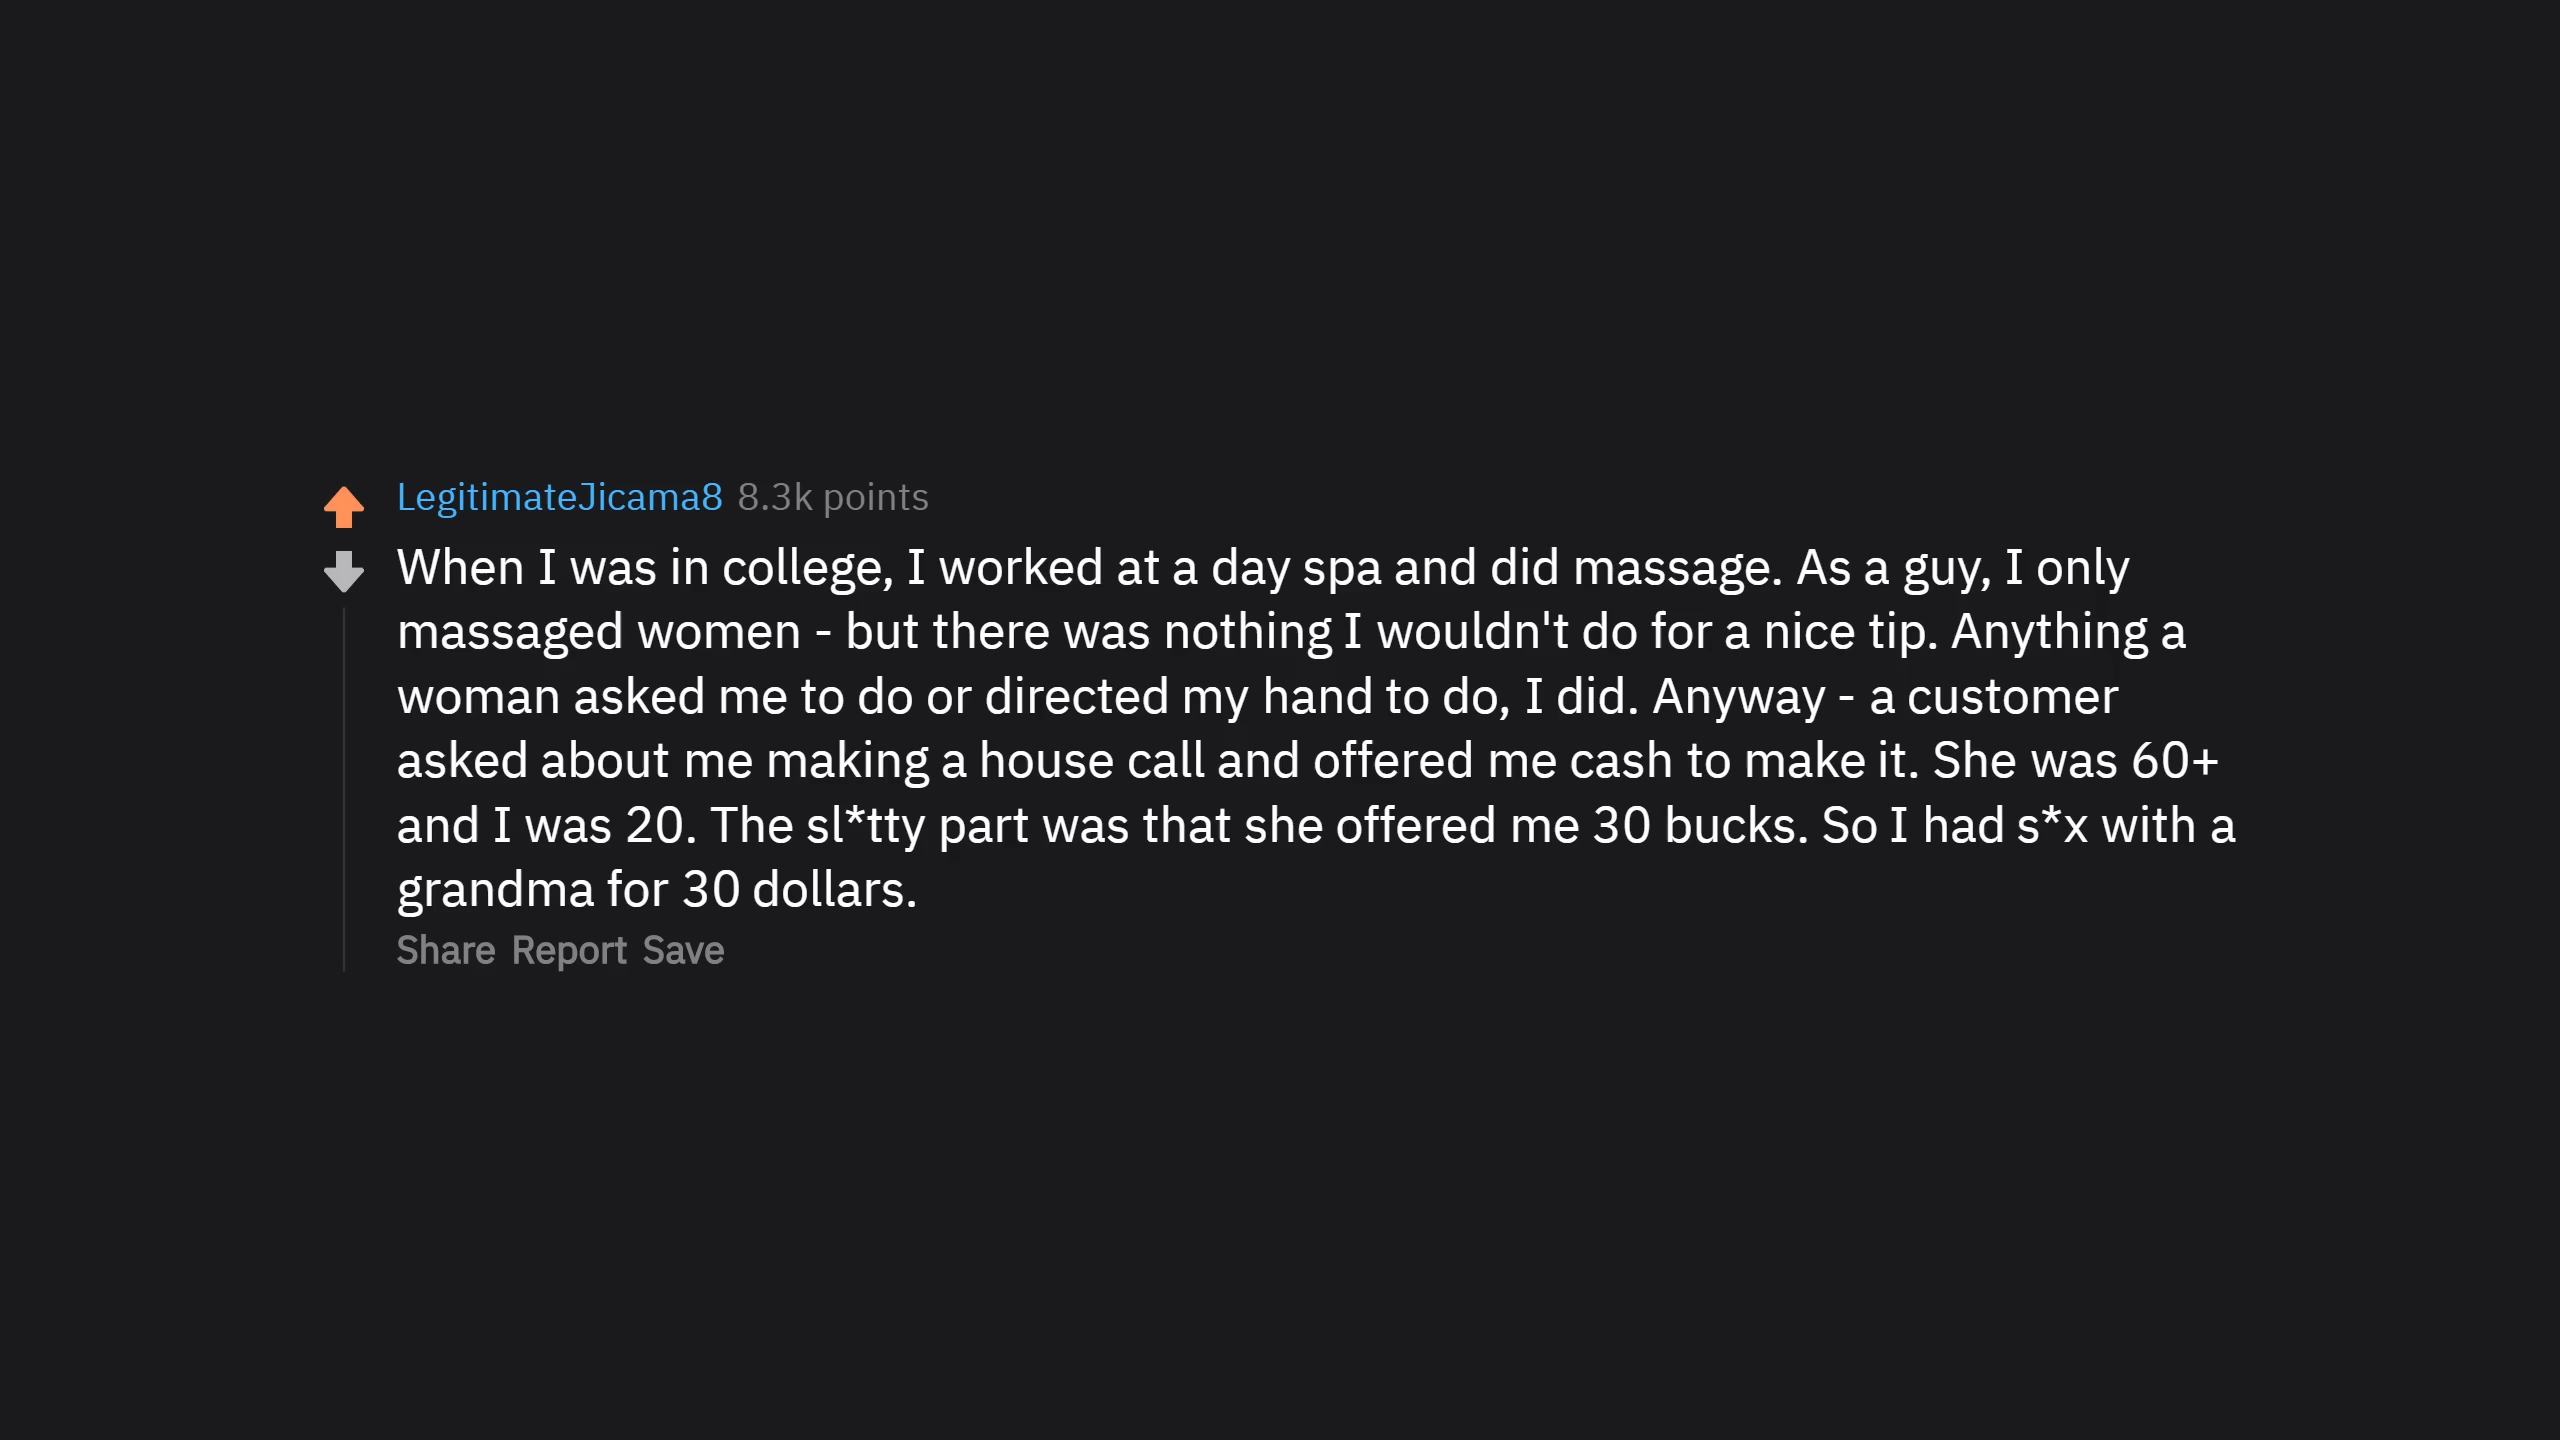 LegitimateJicama8 8.3k points
When I was in college, I worked at a day spa and did massage. As a guy, I only
massaged women - but there was nothing I wouldn't do for a nice tip. Anything a
woman asked me to do or directed my hand to do, I did. Anyway - a customer
asked about me making a house call and offered me cash to make it. She was 60+
and I was 20. The sl*tty part was that she offered me 30 bucks. So I had s*x with a
grandma for 30 dollars.
Share Report Save